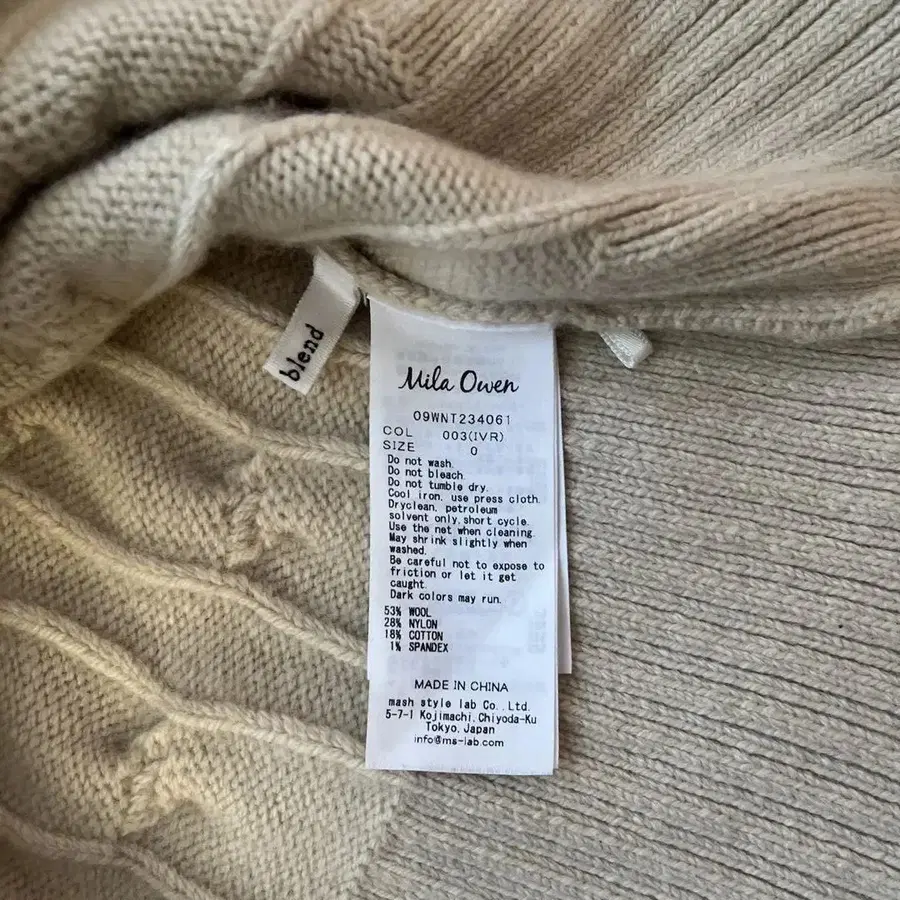 blend
Mila Owen
09WNT234061
COL 003(IVR)
SIZE 0
Do not wash.
Do not bleach.
Do not tumble dry.
Cool iron, use press cloth.
Dryclean, petroleum
solvent only, short cycle.
Use the net when cleaning.
May shrink slightly when
washed.
Be careful not to expose to
friction or let it get
caught.
Dark colors may run.
53% WOOL
28% NYLON
18% COTTON
1% SPANDEX
MADE IN CHINA
mash style lab Co., Ltd.
5-7-1 Kojimachi, Chiyoda-Ku
Tokyo, Japan
info@ms-lab.com